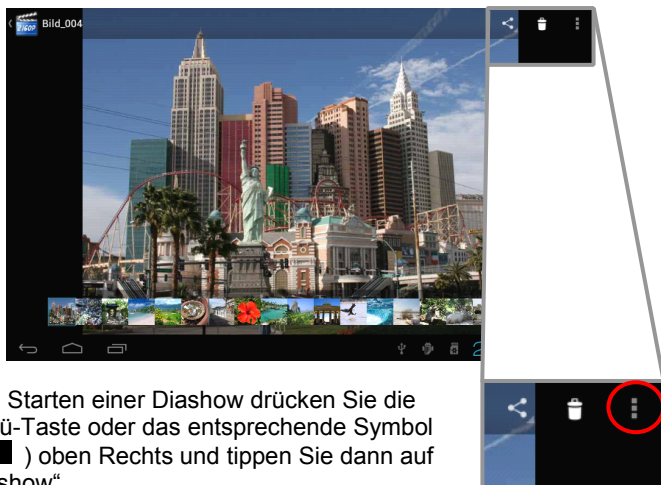 2160P Bild_004
Starten einer Diashow drücken Sie die
ü-Taste oder das entsprechende Symbol
) oben Rechts und tippen Sie dann auf
show“